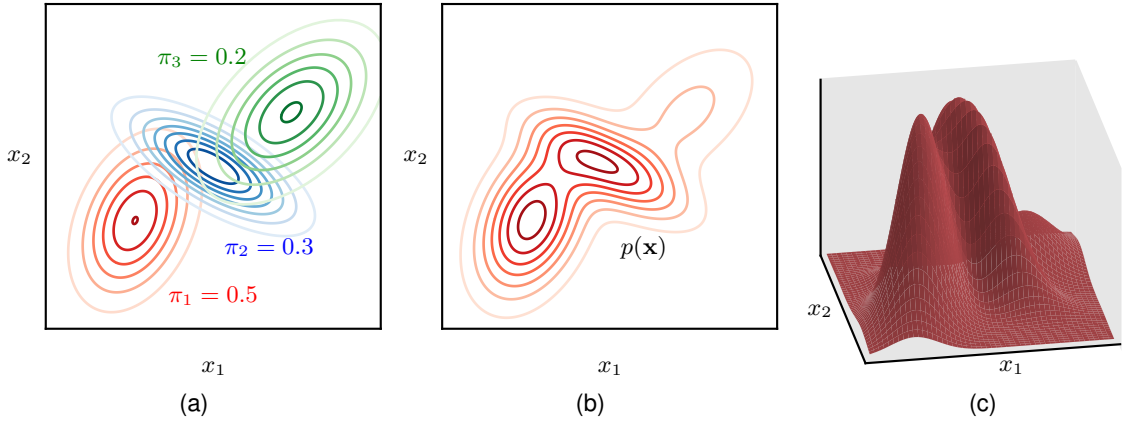 π₃ = 0.2
x₂
π₂ = 0.3
π₁ = 0.5
x₁
(a)
x₂
p(𝐱)
x₁
(b)
x₂
x₁
(c)